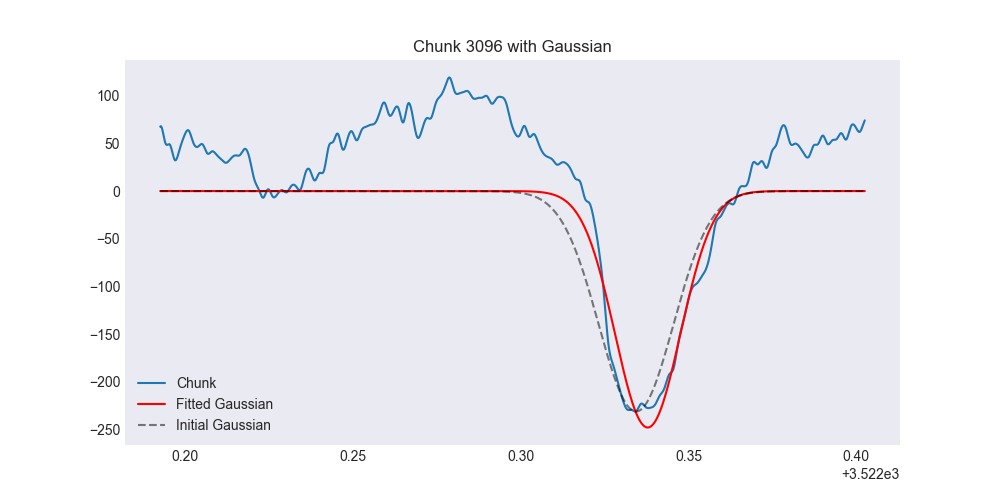 Chunk 3096 with Gaussian
100
50
0
−50
−100
−150
−200
−250
Chunk
Fitted Gaussian
Initial Gaussian
0.20 0.25 0.30 0.35 0.40
+3.522e3